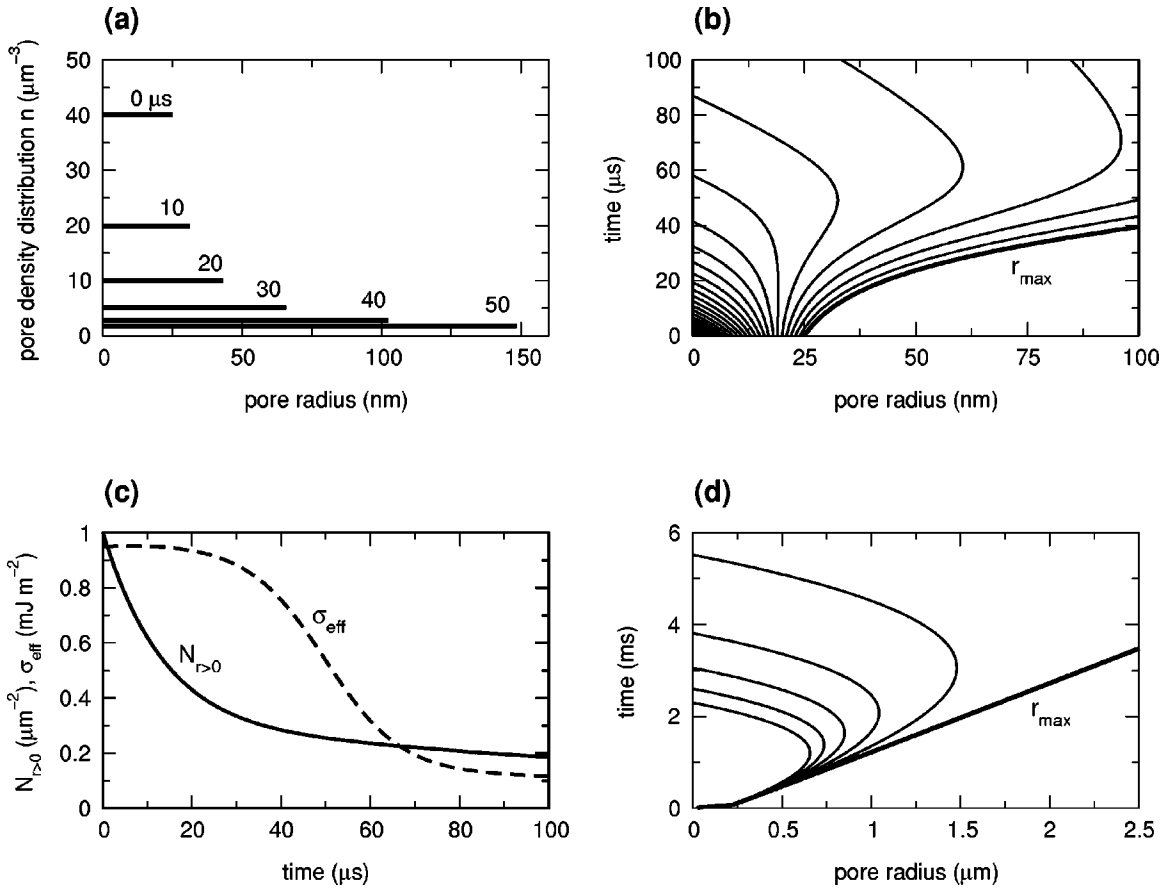 (a)
pore density distribution n (μm⁻³)
50
40
30
20
10
0
0 μs
10
20
30
40
50
0
50
100
150
pore radius (nm)
(b)
time (μs)
100
80
60
40
20
0
r_max
0
25
50
75
100
pore radius (nm)
(c)
N_r>0 (μm⁻²), σ_eff (mJ m⁻²)
1
0.8
0.6
0.4
0.2
0
σ_eff
N_r>0
0
20
40
60
80
100
time (μs)
(d)
time (ms)
6
4
2
0
r_max
0
0.5
1
1.5
2
2.5
pore radius (μm)